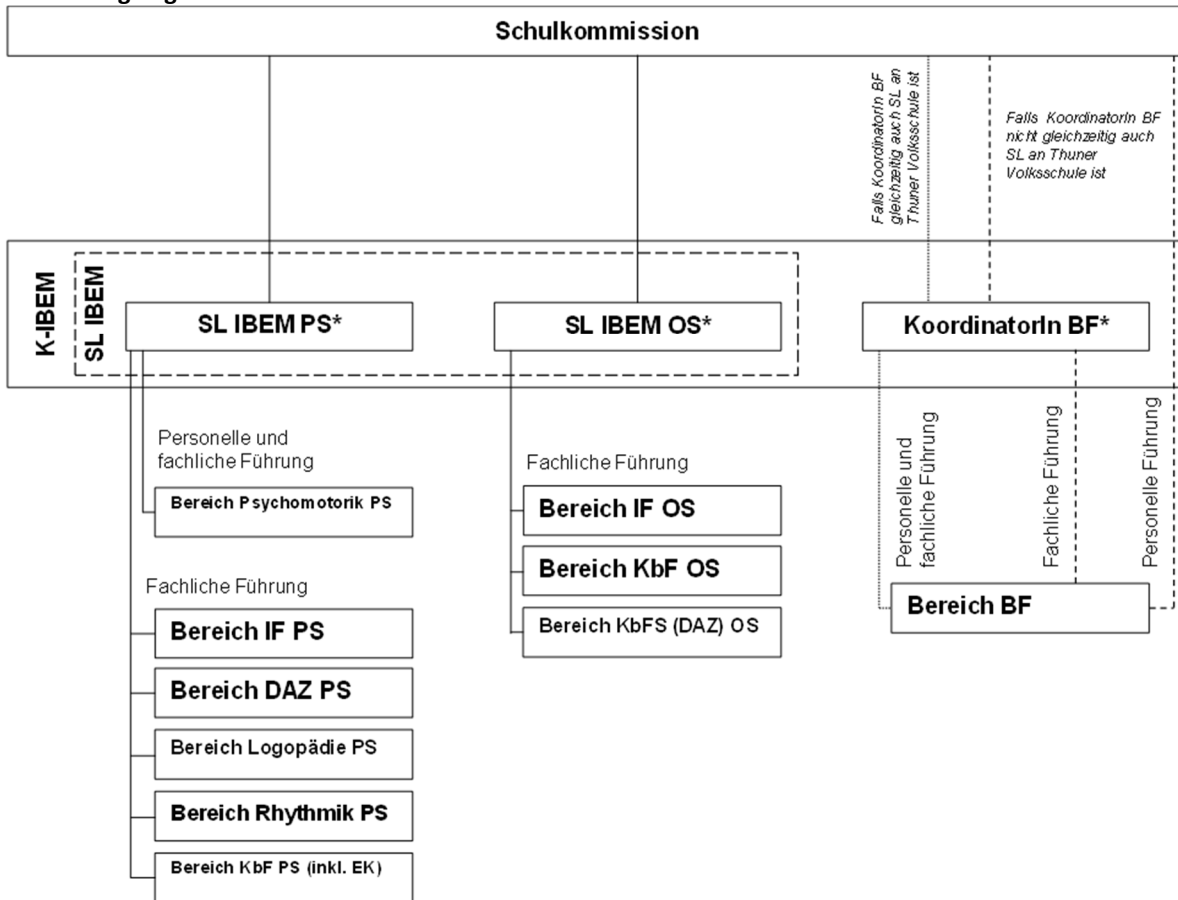 Schulkommission
Falls KoordinatorIn BF
gleichzeitig auch SL an
Thuner Volksschule ist
Falls KoordinatorIn BF
nicht gleichzeitig auch
SL an Thuner
Volksschule ist
K-IBEM
SL IBEM
SL IBEM PS*
SL IBEM OS*
KoordinatorIn BF*
Personelle und
fachliche Führung
Bereich Psychomotorik PS
Fachliche Führung
Bereich IF PS
Bereich DAZ PS
Bereich Logopädie PS
Bereich Rhythmik PS
Bereich KbF PS (inkl. EK)
Fachliche Führung
Bereich IF OS
Bereich KbF OS
Bereich KbFS (DAZ) OS
Personelle und
fachliche Führung
Fachliche Führung
Personelle Führung
Bereich BF